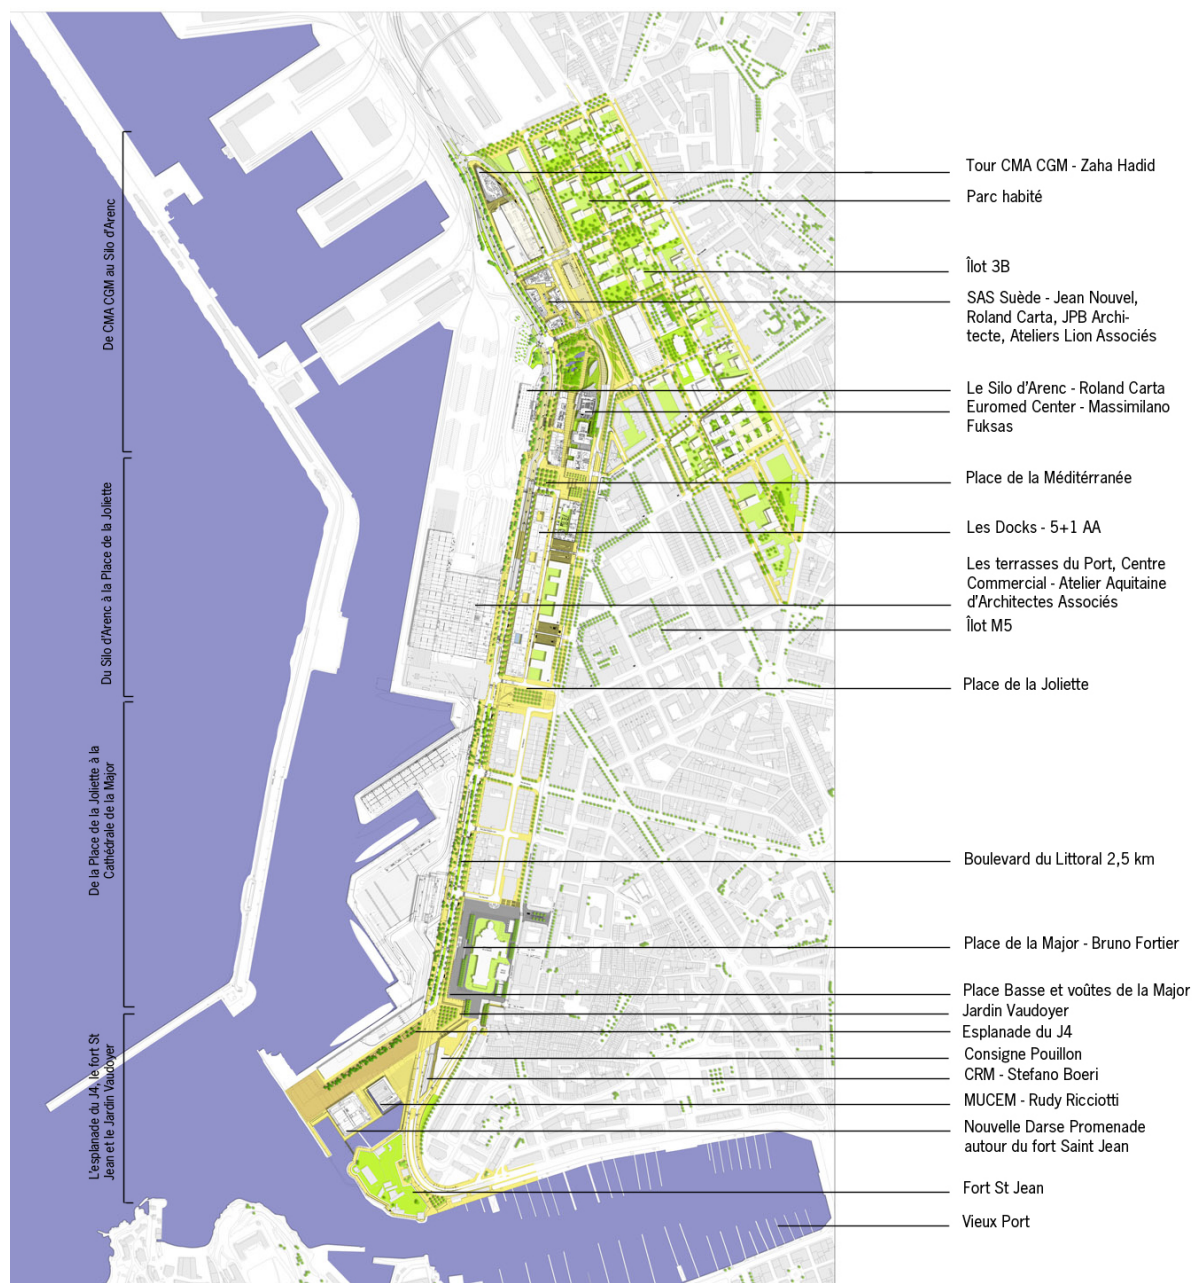 De CMA CGM au Silo d'Arenc
Du Silo d'Arenc à la Place de la Joliette
De la Place de la Joliette à la
Cathédrale de la Major
L'esplanade du J4, le fort St
Jean et le Jardin Vaudoyer
Tour CMA CGM - Zaha Hadid
Parc habité
Îlot 3B
SAS Suède - Jean Nouvel,
Roland Carta, JPB Archi-
tecte, Ateliers Lion Associés
Le Silo d'Arenc - Roland Carta
Euromed Center - Massimilano
Fuksas
Place de la Méditérranée
Les Docks - 5+1 AA
Les terrasses du Port, Centre
Commercial - Atelier Aquitaine
d'Architectes Associés
Îlot M5
Place de la Joliette
Boulevard du Littoral 2,5 km
Place de la Major - Bruno Fortier
Place Basse et voûtes de la Major
Jardin Vaudoyer
Esplanade du J4
Consigne Pouillon
CRM - Stefano Boeri
MUCEM - Rudy Ricciotti
Nouvelle Darse Promenade
autour du fort Saint Jean
Fort St Jean
Vieux Port